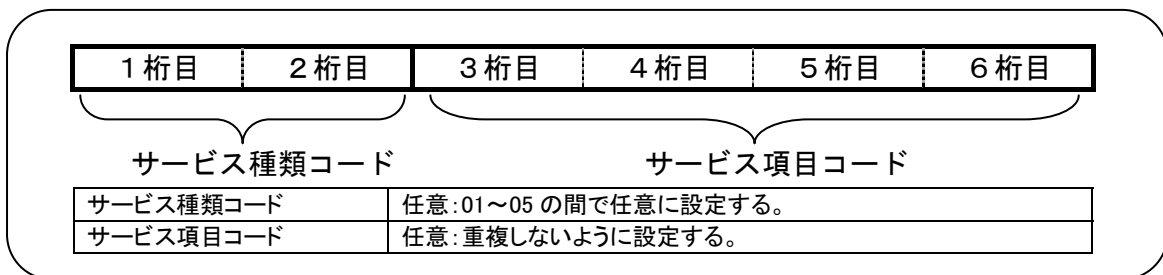 1桁目 2桁目 3桁目 4桁目 5桁目 6桁目
サービス種類コード サービス項目コード
サービス種類コード 任意:01~05 の間で任意に設定する。
サービス項目コード 任意:重複しないように設定する。